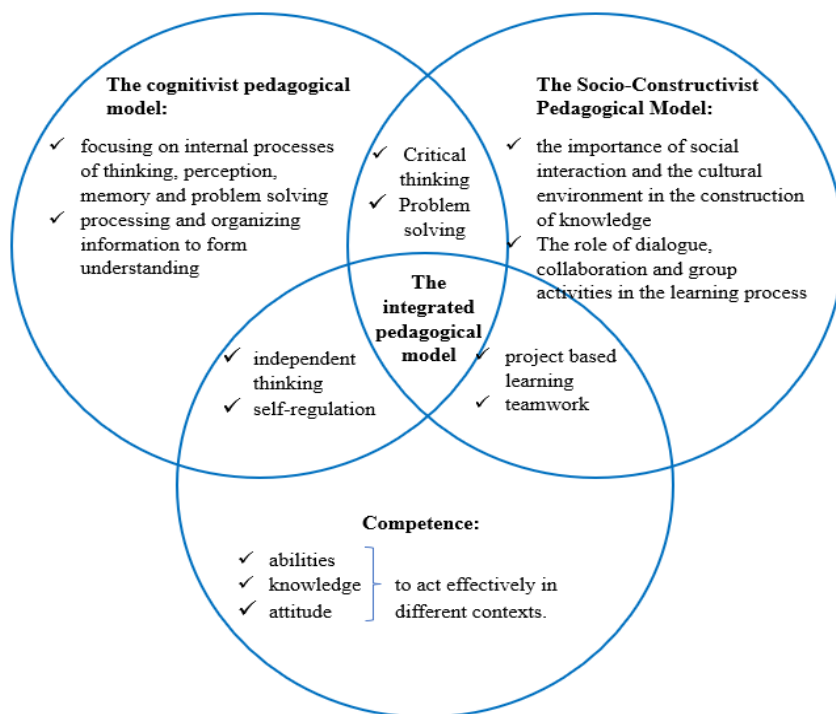 The cognitivist pedagogical
model:
✓ focusing on internal processes
of thinking, perception,
memory and problem solving
✓ processing and organizing
information to form
understanding
✓ Critical
thinking
✓ Problem
solving
The Socio-Constructivist
Pedagogical Model:
✓ the importance of social
interaction and the cultural
environment in the construction
of knowledge
✓ The role of dialogue,
collaboration and group
activities in the learning process
The
integrated
pedagogical
model
✓ independent
thinking
✓ self-regulation
✓ project based
learning
✓ teamwork
Competence:
✓ abilities
✓ knowledge
✓ attitude
to act effectively in
different contexts.